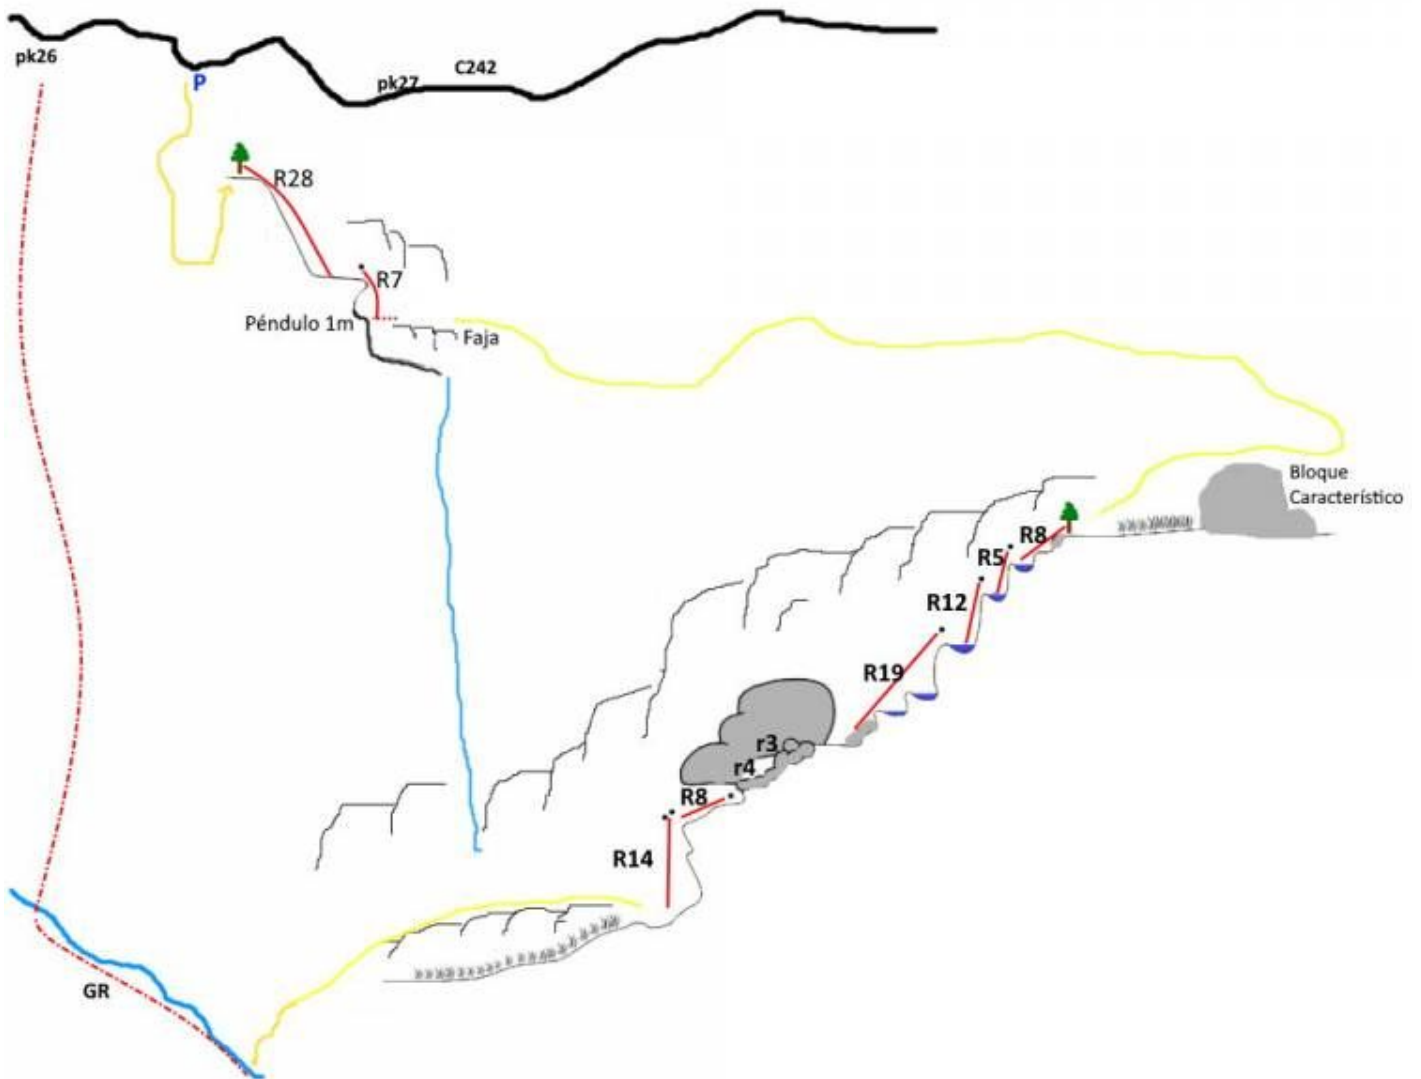 pk26
P
pk27
C242
R28
R7
Péndulo 1m
Faja
Bloque
Característico
R8
R5
R12
R19
r3
r4
R8
R14
GR